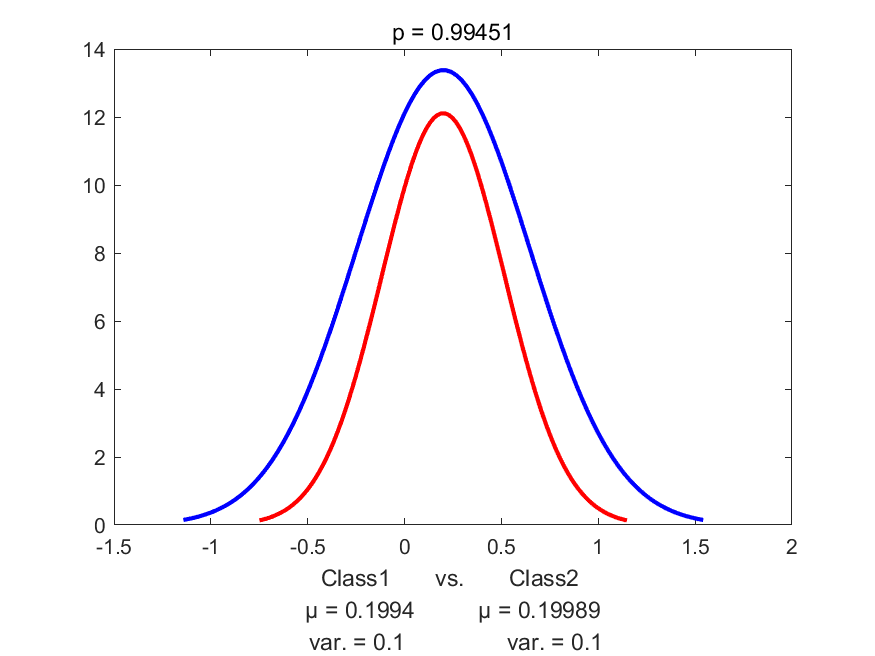 p = 0.99451
14
12
10
8
6
4
2
0
-1.5 -1 -0.5 0 0.5 1 1.5 2
Class1 vs. Class2
μ = 0.1994 μ = 0.19989
var. = 0.1 var. = 0.1